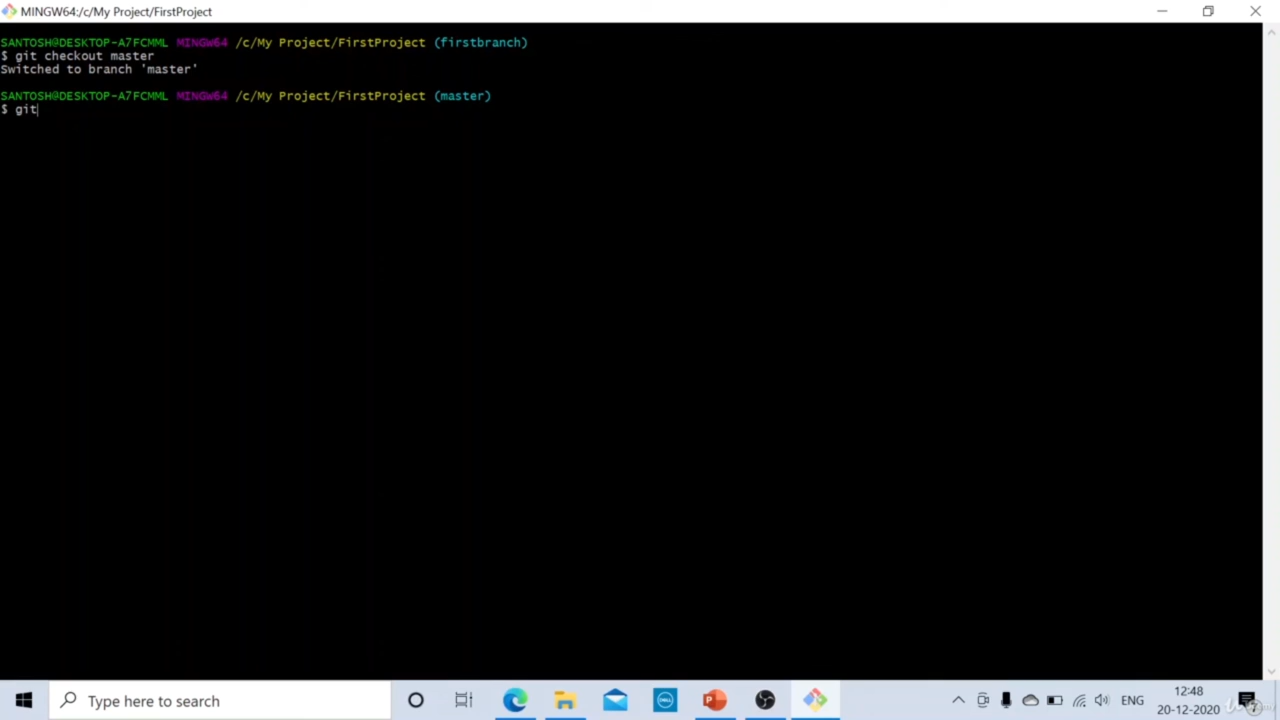 MINGW64:/c/My Project/FirstProject
SANTOSH@DESKTOP-A7FCMML MINGW64 /c/My Project/FirstProject (firstbranch)
$ git checkout master
Switched to branch 'master'
SANTOSH@DESKTOP-A7FCMML MINGW64 /c/My Project/FirstProject (master)
$ git
Type here to search
DELL
ENG
12:48
20-12-2020